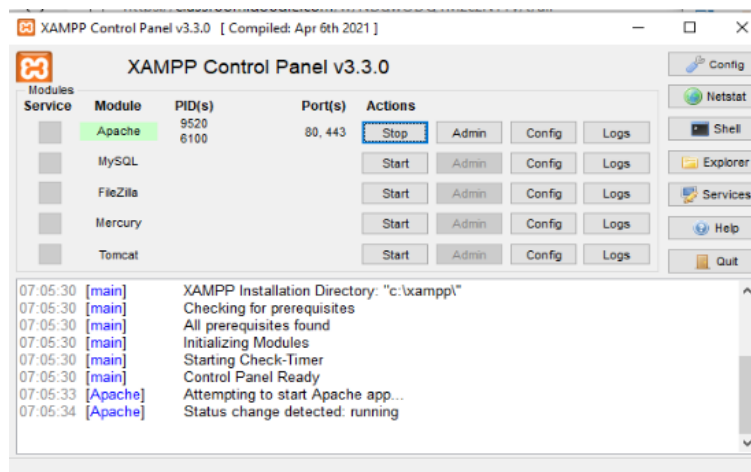 XAMPP Control Panel v3.3.0 [ Compiled: Apr 6th 2021 ]
XAMPP Control Panel v3.3.0
Config
Modules
Service Module PID(s) Port(s) Actions
Netstat
Apache 9520 6100 80, 443 Stop Admin Config Logs
Shell
MySQL Start Admin Config Logs
Explorer
FileZilla Start Admin Config Logs
Services
Mercury Start Admin Config Logs
Help
Tomcat Start Admin Config Logs
Quit
07:05:30 [main] XAMPP Installation Directory: "c:\xampp\"
07:05:30 [main] Checking for prerequisites
07:05:30 [main] All prerequisites found
07:05:30 [main] Initializing Modules
07:05:30 [main] Starting Check-Timer
07:05:30 [main] Control Panel Ready
07:05:33 [Apache] Attempting to start Apache app...
07:05:34 [Apache] Status change detected: running